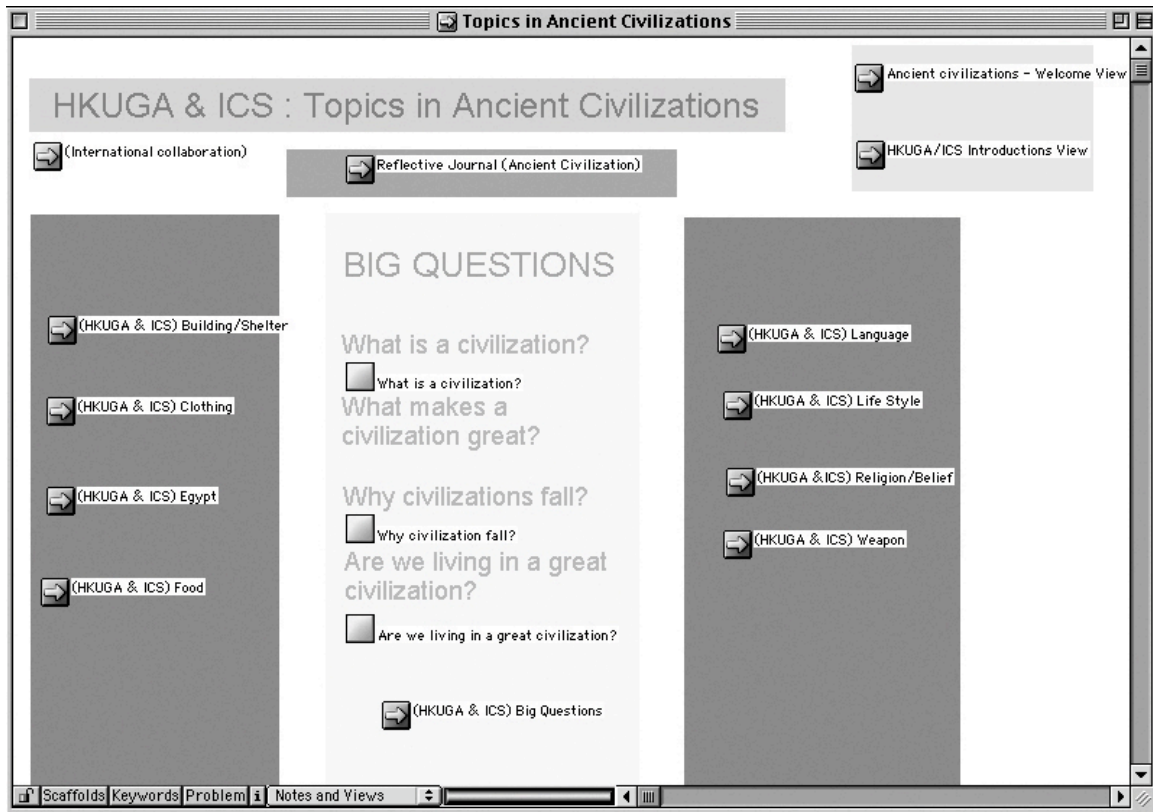 Topics in Ancient Civilizations
Ancient civilizations - Welcome View
HKUGA & ICS : Topics in Ancient Civilizations
(International collaboration)
Reflective Journal (Ancient Civilization)
HKUGA/ICS Introductions View
(HKUGA & ICS) Building/Shelter
(HKUGA & ICS) Clothing
(HKUGA & ICS) Egypt
(HKUGA & ICS) Food
BIG QUESTIONS
What is a civilization?
What is a civilization?
What makes a
civilization great?
Why civilizations fall?
Why civilization fall?
Are we living in a great
civilization?
Are we living in a great civilization?
(HKUGA & ICS) Big Questions
(HKUGA & ICS) Language
(HKUGA & ICS) Life Style
(HKUGA &ICS) Religion/Belief
(HKUGA & ICS) Weapon
Scaffolds Keywords Problem i Notes and Views